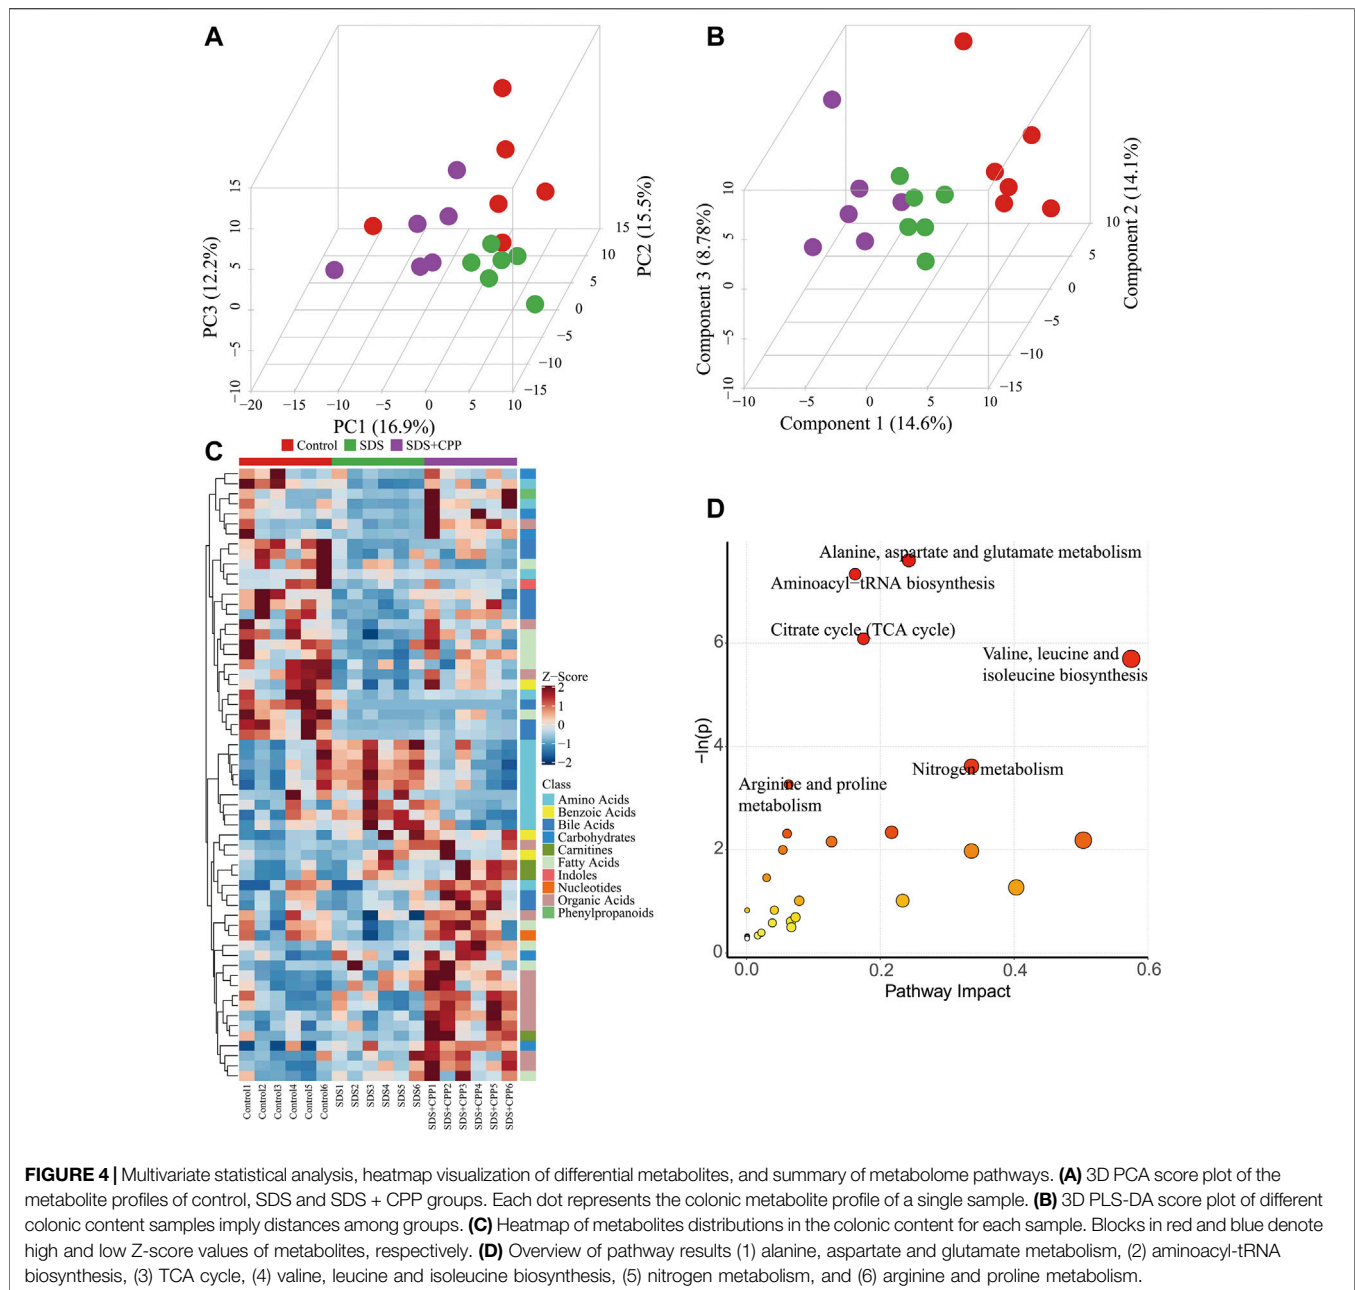 A
15
10
5
0
−5
−10
PC3 (12.2%)
−20
−15
−10
−5
0
5
10
PC1 (16.9%)
15
10
5
0
−5
−10
−15
PC2 (15.5%)
B
10
5
0
−5
−10
Component 3 (8.78%)
−10
−5
0
5
10
Component 1 (14.6%)
10
5
0
−5
−10
−15
Component 2 (14.1%)
C
Control SDS SDS+CPP
Z−Score
2
1
0
−1
−2
Class
Amino Acids
Benzoic Acids
Bile Acids
Carbohydrates
Carnitines
Fatty Acids
Indoles
Nucleotides
Organic Acids
Phenylpropanoids
Control1
Control2
Control3
Control4
Control5
Control6
SDS1
SDS2
SDS3
SDS4
SDS5
SDS6
SDS+CPP1
SDS+CPP2
SDS+CPP3
SDS+CPP4
SDS+CPP5
SDS+CPP6
D
Alanine, aspartate and glutamate metabolism
Aminoacyl−tRNA biosynthesis
Citrate cycle (TCA cycle)
Valine, leucine and
isoleucine biosynthesis
Nitrogen metabolism
Arginine and proline
metabolism
6
4
2
0
−ln(p)
0.0
0.2
0.4
0.6
Pathway Impact
FIGURE 4 | Multivariate statistical analysis, heatmap visualization of differential metabolites, and summary of metabolome pathways. (A) 3D PCA score plot of the
metabolite profiles of control, SDS and SDS + CPP groups. Each dot represents the colonic metabolite profile of a single sample. (B) 3D PLS-DA score plot of different
colonic content samples imply distances among groups. (C) Heatmap of metabolites distributions in the colonic content for each sample. Blocks in red and blue denote
high and low Z-score values of metabolites, respectively. (D) Overview of pathway results (1) alanine, aspartate and glutamate metabolism, (2) aminoacyl-tRNA
biosynthesis, (3) TCA cycle, (4) valine, leucine and isoleucine biosynthesis, (5) nitrogen metabolism, and (6) arginine and proline metabolism.